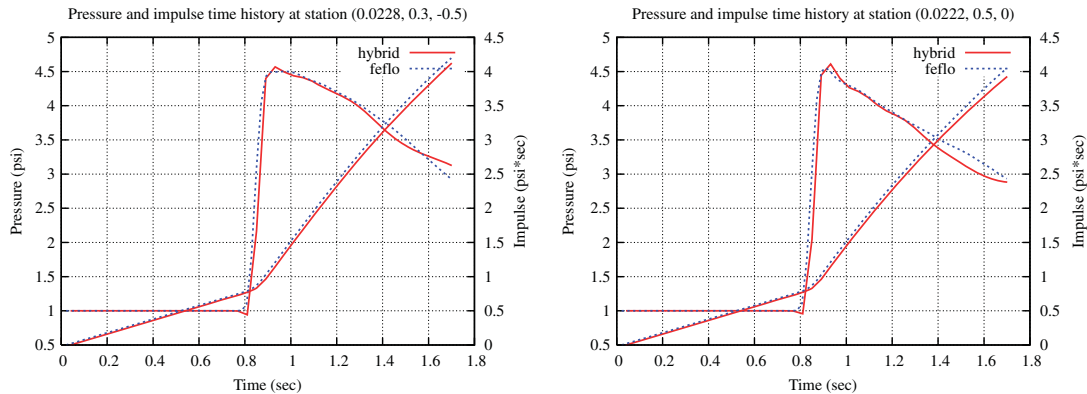 Pressure and impulse time history at station (0.0228, 0.3, -0.5)
hybrid
feflo
5
4.5
4
3.5
3
2.5
2
1.5
1
0.5
4.5
4
3.5
3
2.5
2
1.5
1
0.5
0
0 0.2 0.4 0.6 0.8 1 1.2 1.4 1.6 1.8
Pressure (psi)
Impulse (psi*sec)
Time (sec)
Pressure and impulse time history at station (0.0222, 0.5, 0)
hybrid
feflo
5
4.5
4
3.5
3
2.5
2
1.5
1
0.5
4.5
4
3.5
3
2.5
2
1.5
1
0.5
0
0 0.2 0.4 0.6 0.8 1 1.2 1.4 1.6 1.8
Pressure (psi)
Impulse (psi*sec)
Time (sec)